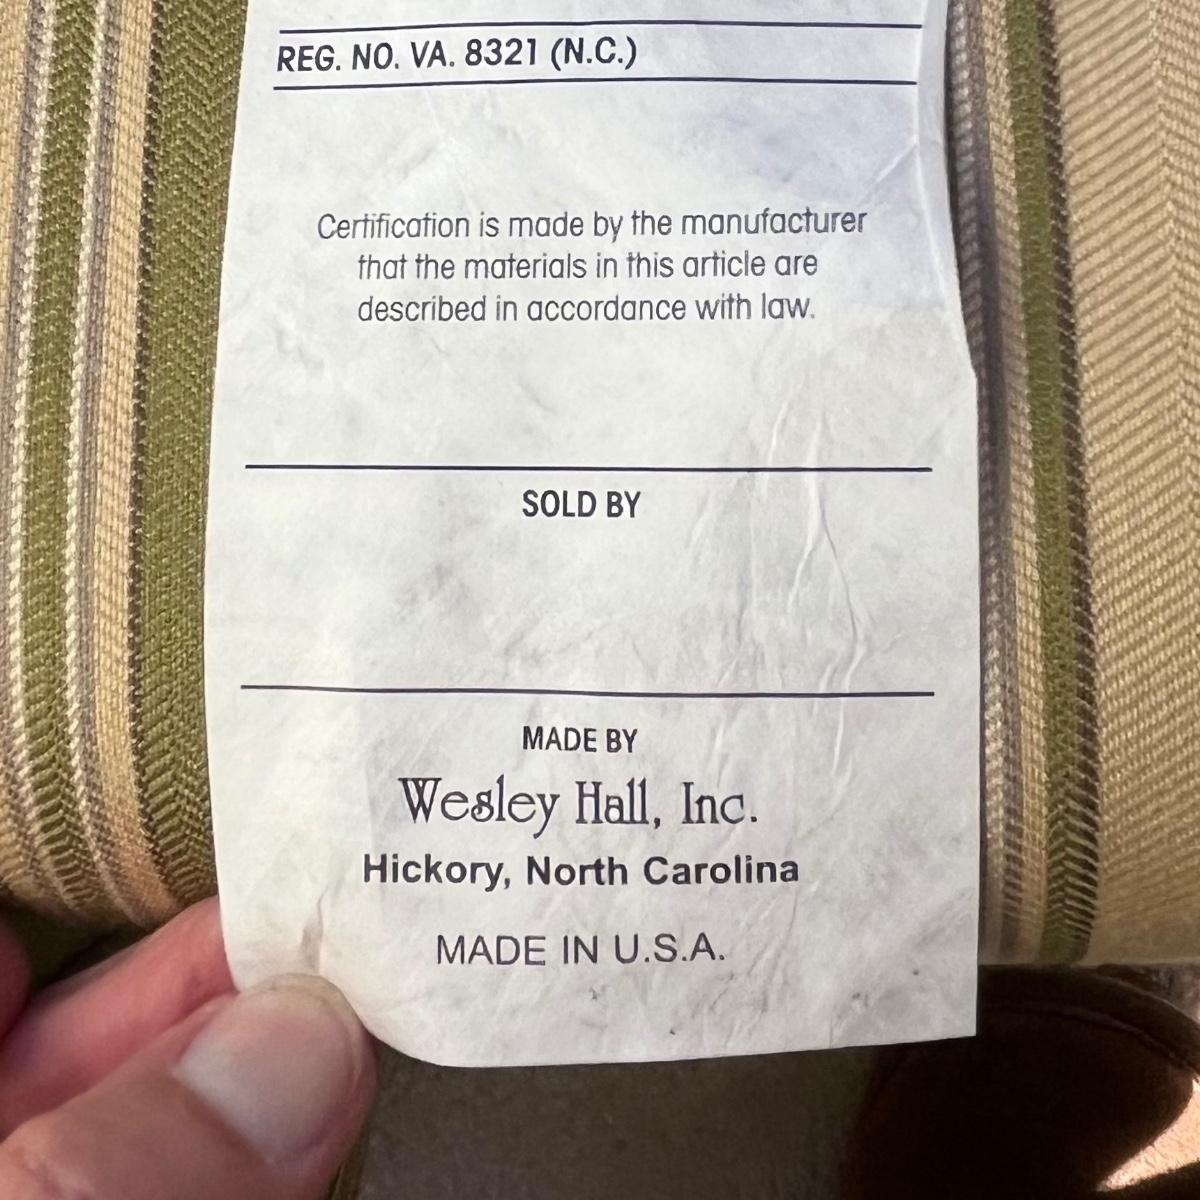 REG. NO. VA. 8321 (N.C.)
Certification is made by the manufacturer
that the materials in this article are
described in accordance with law.
SOLD BY
MADE BY
Wesley Hall, Inc.
Hickory, North Carolina
MADE IN U.S.A.